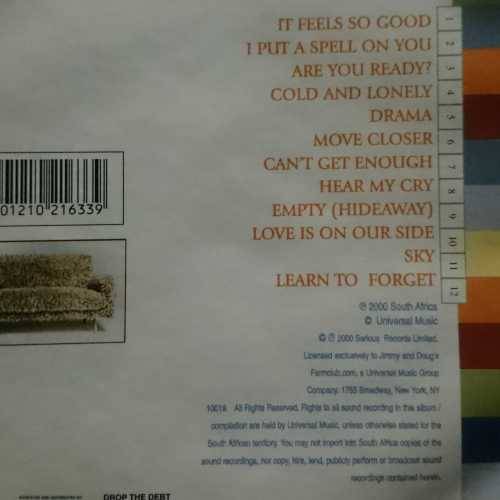 IT FEELS SO GOOD 1
I PUT A SPELL ON YOU 2
ARE YOU READY? 3
COLD AND LONELY 4
DRAMA 5
MOVE CLOSER 6
CAN'T GET ENOUGH 7
HEAR MY CRY 8
EMPTY (HIDEAWAY) 9
LOVE IS ON OUR SIDE 10
SKY 11
LEARN TO FORGET 12
01210 216339
℗ 2000 South Africa
© Universal Music
© ℗ 2000 Serious Records Limited.
Licensed exclusively to Jimmy and Doug's
Farmclub.com, a Universal Music Group
Company, 1755 Broadway, New York, NY
10019. All Rights Reserved. Rights to all sound recording in this album /
compilation are held by Universal Music, unless otherwise stated for the
South African territory. You may not import into South Africa copies of the
sound recordings, nor copy, hire, lend, publicly perform or broadcast sound
recordings contained herein.
DROP THE DEBT